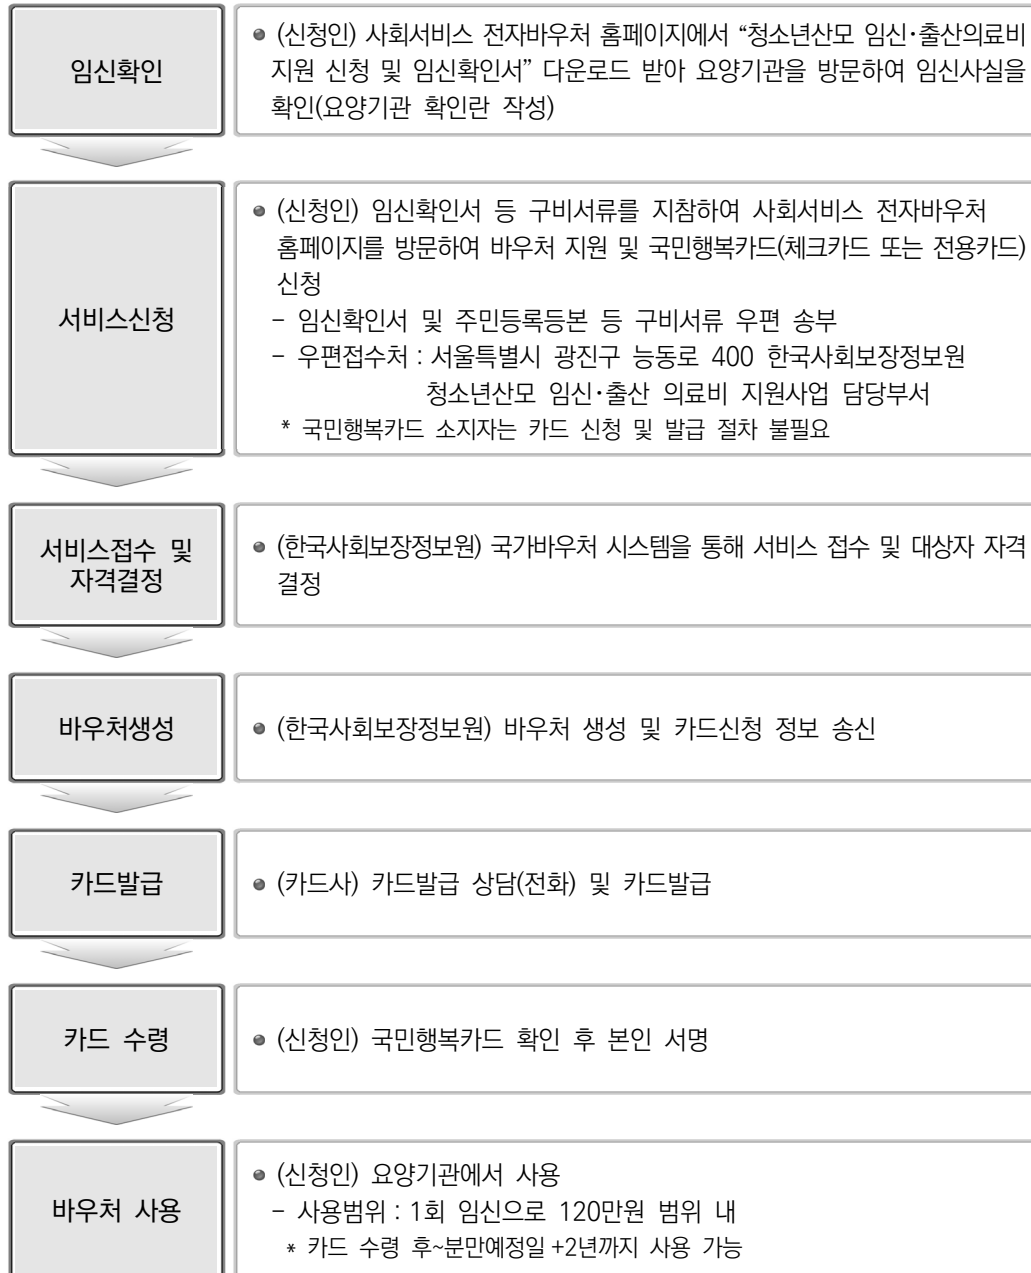 임신확인
● (신청인) 사회서비스 전자바우처 홈페이지에서 “청소년산모 임신·출산의료비
지원 신청 및 임신확인서” 다운로드 받아 요양기관을 방문하여 임신사실을
확인(요양기관 확인란 작성)
서비스신청
● (신청인) 임신확인서 등 구비서류를 지참하여 사회서비스 전자바우처
홈페이지를 방문하여 바우처 지원 및 국민행복카드(체크카드 또는 전용카드)
신청
- 임신확인서 및 주민등록등본 등 구비서류 우편 송부
- 우편접수처 : 서울특별시 광진구 능동로 400 한국사회보장정보원
청소년산모 임신·출산 의료비 지원사업 담당부서
* 국민행복카드 소지자는 카드 신청 및 발급 절차 불필요
서비스접수 및
자격결정
● (한국사회보장정보원) 국가바우처 시스템을 통해 서비스 접수 및 대상자 자격
결정
바우처생성
● (한국사회보장정보원) 바우처 생성 및 카드신청 정보 송신
카드발급
● (카드사) 카드발급 상담(전화) 및 카드발급
카드 수령
● (신청인) 국민행복카드 확인 후 본인 서명
바우처 사용
● (신청인) 요양기관에서 사용
- 사용범위 : 1회 임신으로 120만원 범위 내
* 카드 수령 후~분만예정일+2년까지 사용 가능